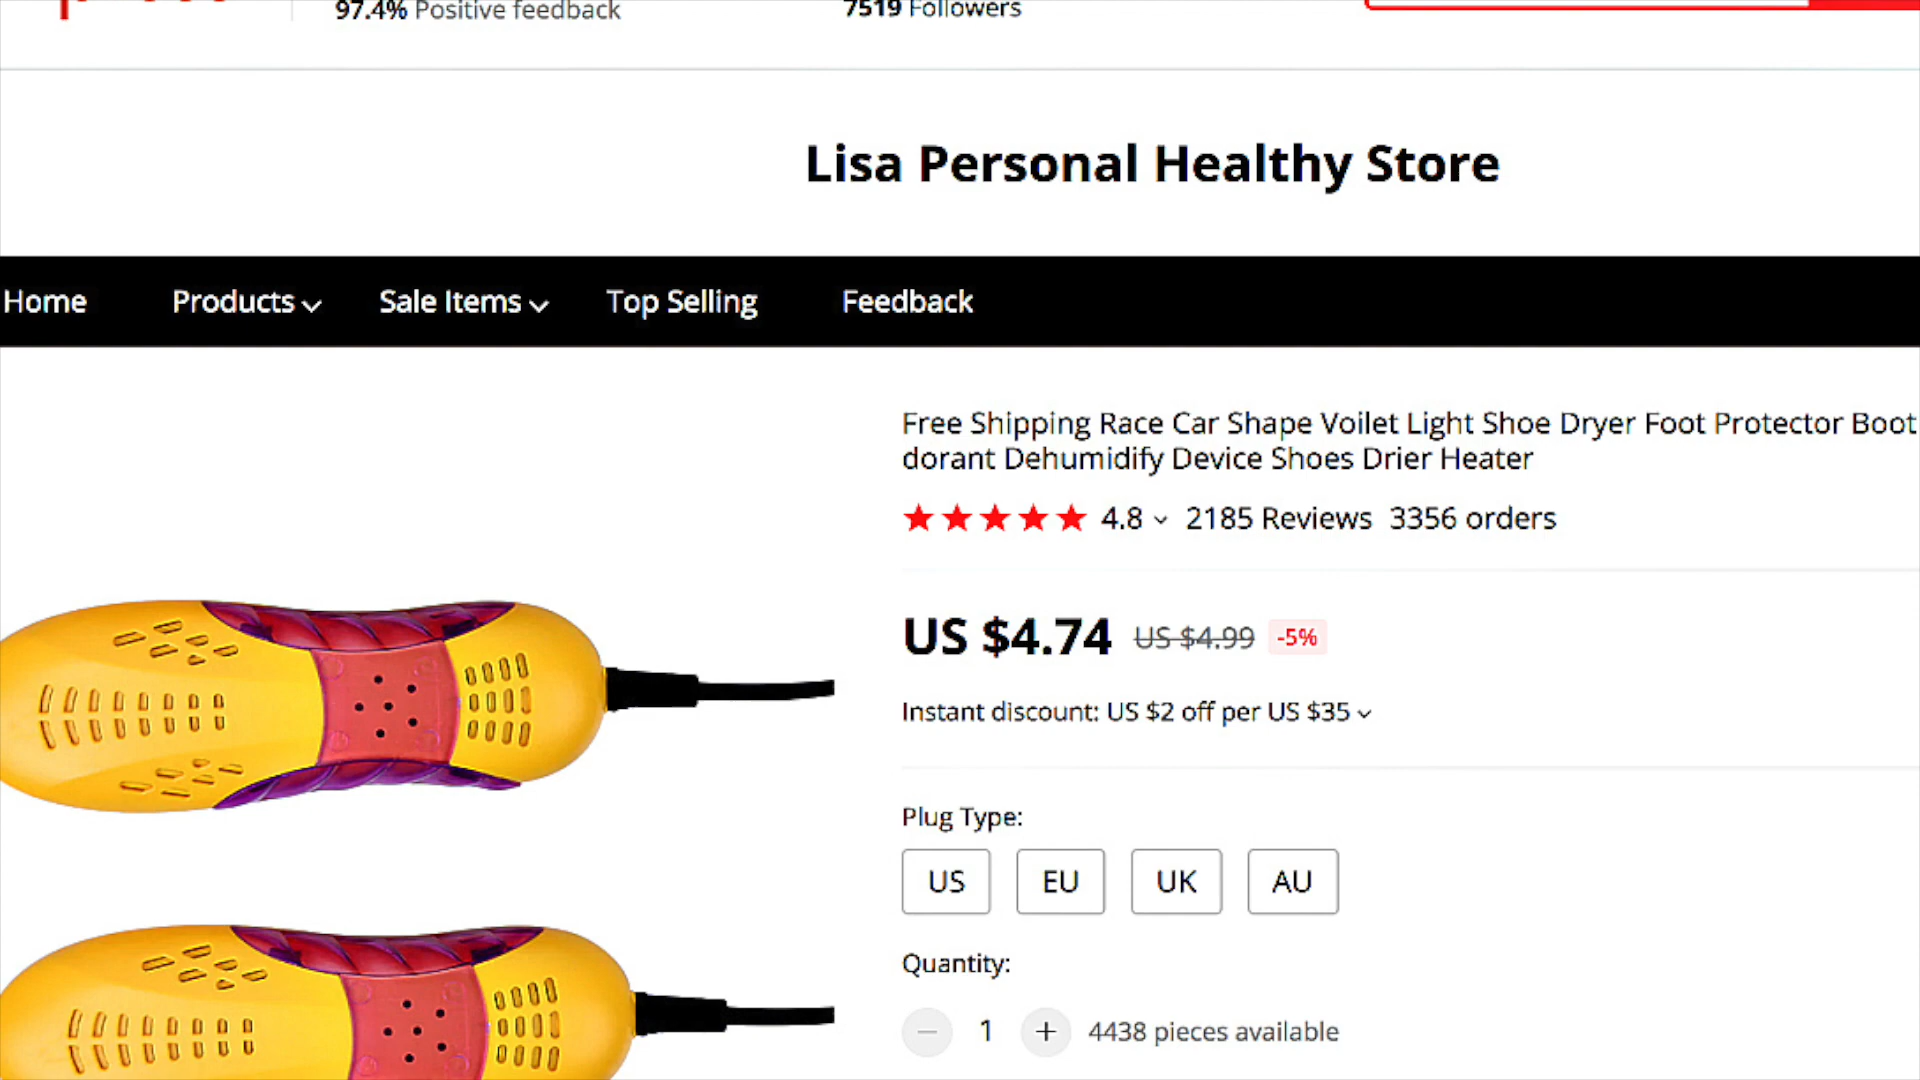 97.4% Positive feedback
7519 Followers
Lisa Personal Healthy Store
Home Products Sale Items Top Selling Feedback
Free Shipping Race Car Shape Voilet Light Shoe Dryer Foot Protector Boot
dorant Dehumidify Device Shoes Drier Heater
4.8 2185 Reviews 3356 orders
US $4.74 US $4.99 -5%
Instant discount: US $2 off per US $35
Plug Type:
US EU UK AU
Quantity:
− 1 + 4438 pieces available